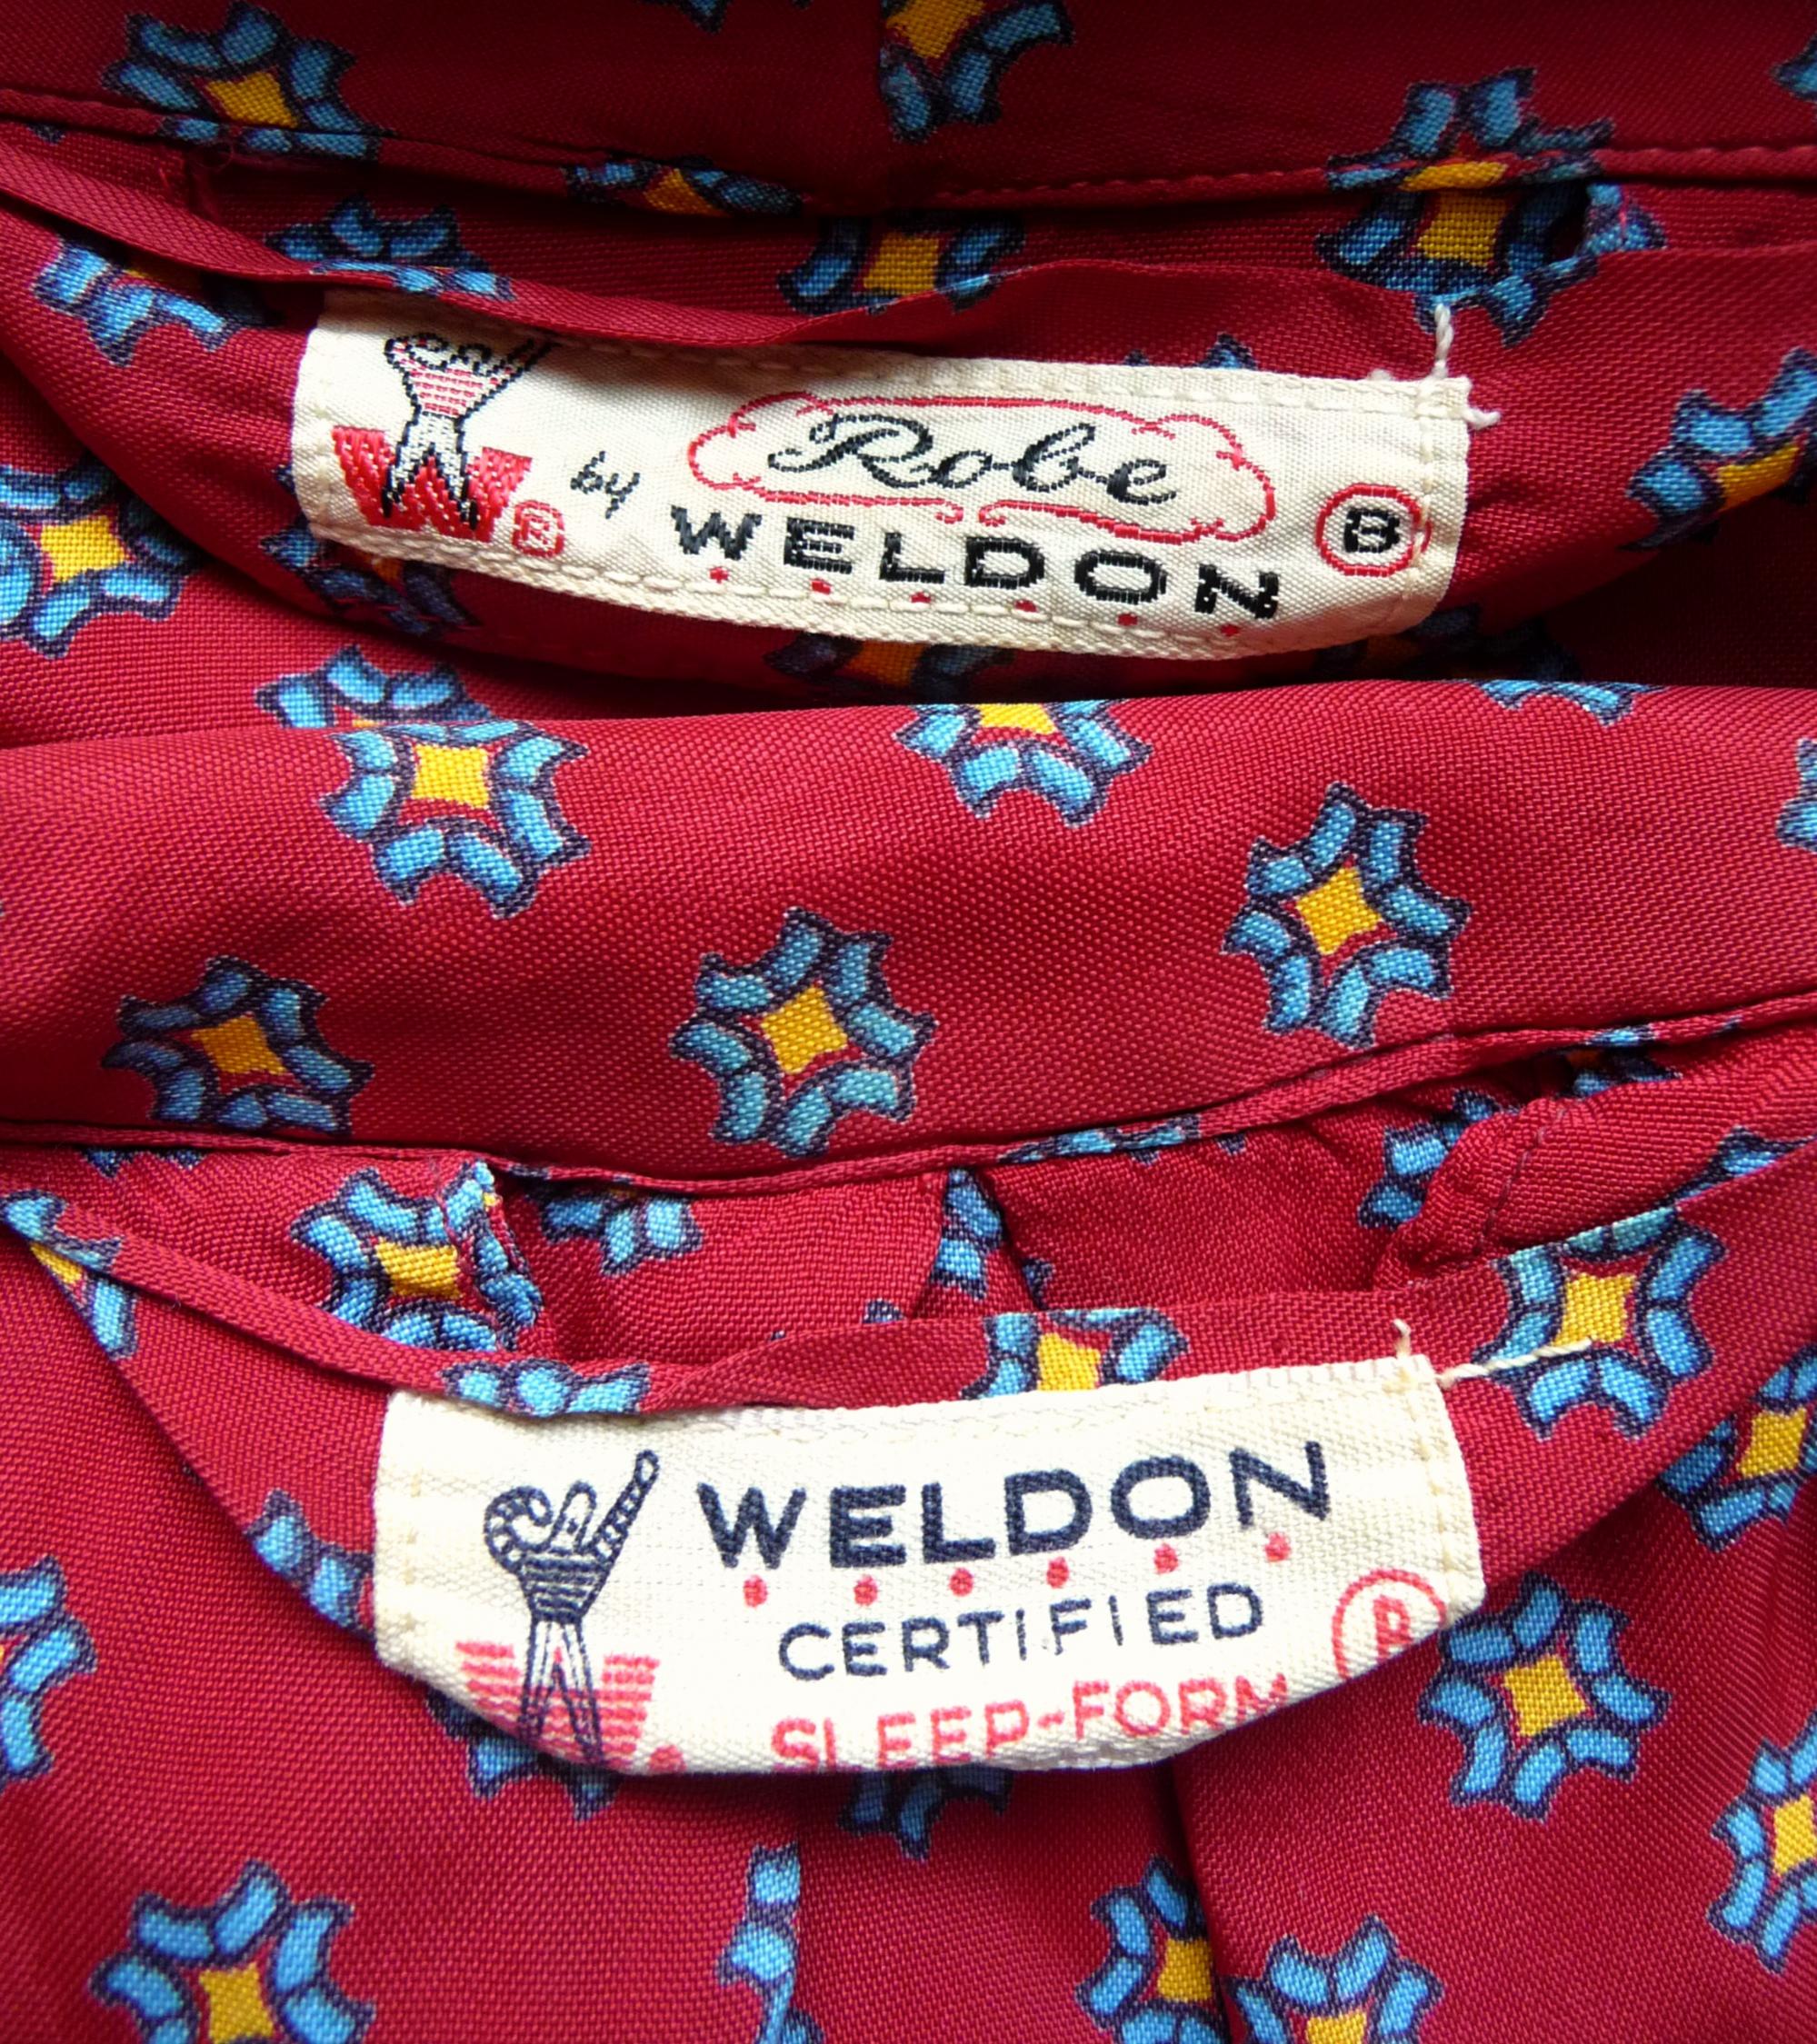 Robe
W® by WELDON B
WELDON
CERTIFIED
SLEEP-FORM
W B